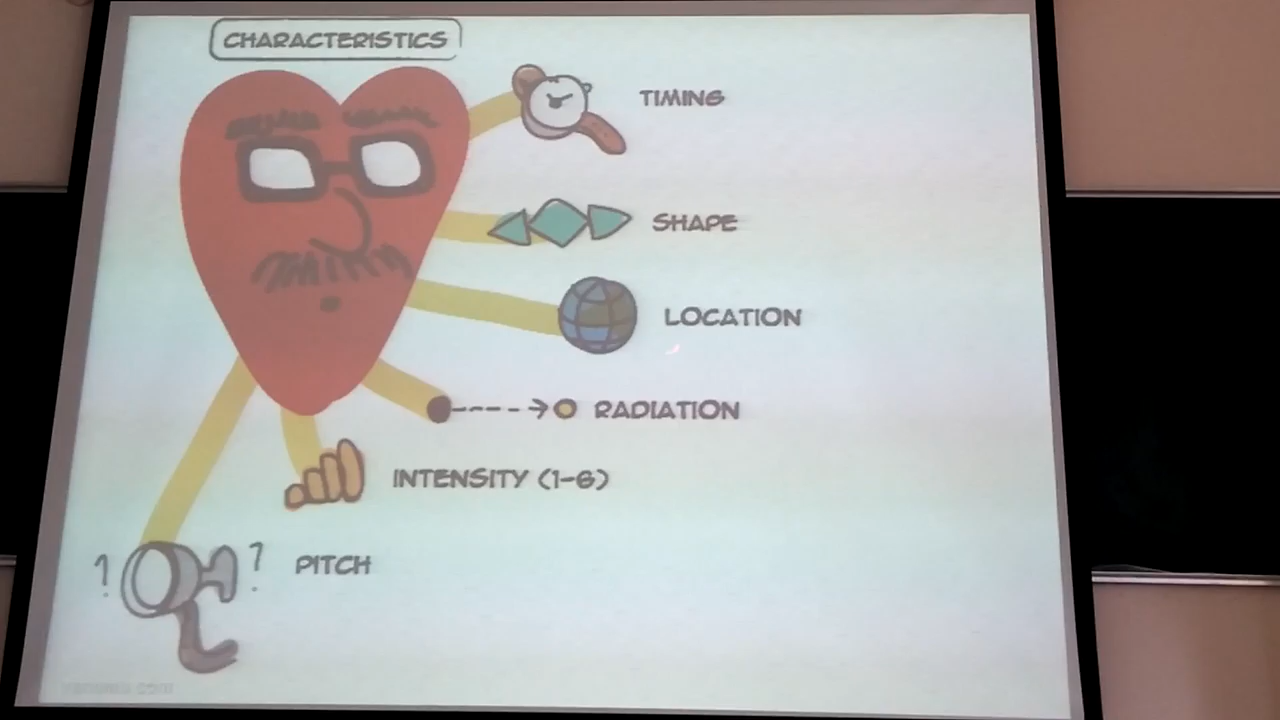 CHARACTERISTICS
TIMING
SHAPE
LOCATION
RADIATION
INTENSITY (1-6)
? ? PITCH